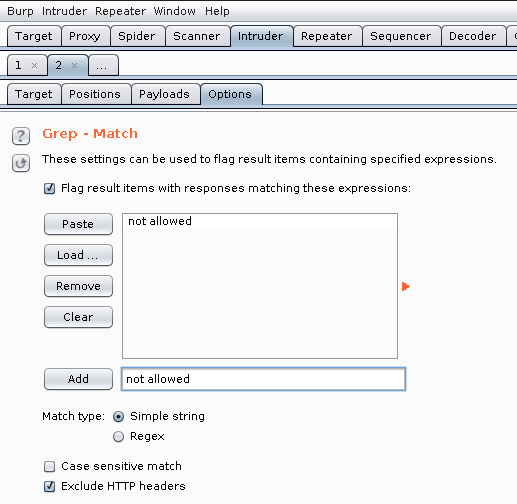 Burp Intruder Repeater Window Help
Target Proxy Spider Scanner Intruder Repeater Sequencer Decoder
1 × 2 × ...
Target Positions Payloads Options
? Grep - Match
These settings can be used to flag result items containing specified expressions.
Flag result items with responses matching these expressions:
Paste not allowed
Load ...
Remove
Clear
Add not allowed
Match type: Simple string
Regex
Case sensitive match
Exclude HTTP headers